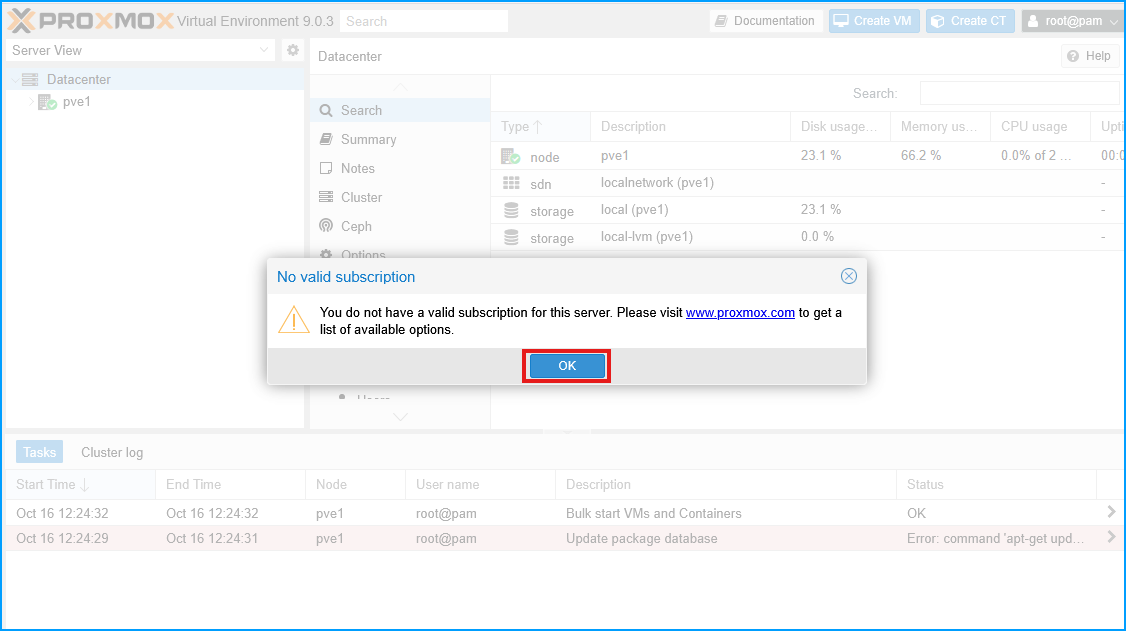 PROXMOX Virtual Environment 9.0.3 Search Documentation Create VM Create CT root@pam
Server View
Datacenter
pve1
Datacenter Help
Search
Summary
Notes
Cluster
Ceph
Options
Users
Search:
Type Description Disk usage... Memory us... CPU usage Upti
node pve1 23.1 % 66.2 % 0.0% of 2 ... 00:0
sdn localnetwork (pve1) -
storage local (pve1) 23.1 % -
storage local-lvm (pve1) 0.0 % -
No valid subscription
You do not have a valid subscription for this server. Please visit www.proxmox.com to get a
list of available options.
OK
Tasks Cluster log
Start Time End Time Node User name Description Status
Oct 16 12:24:32 Oct 16 12:24:32 pve1 root@pam Bulk start VMs and Containers OK
Oct 16 12:24:29 Oct 16 12:24:31 pve1 root@pam Update package database Error: command 'apt-get upd...